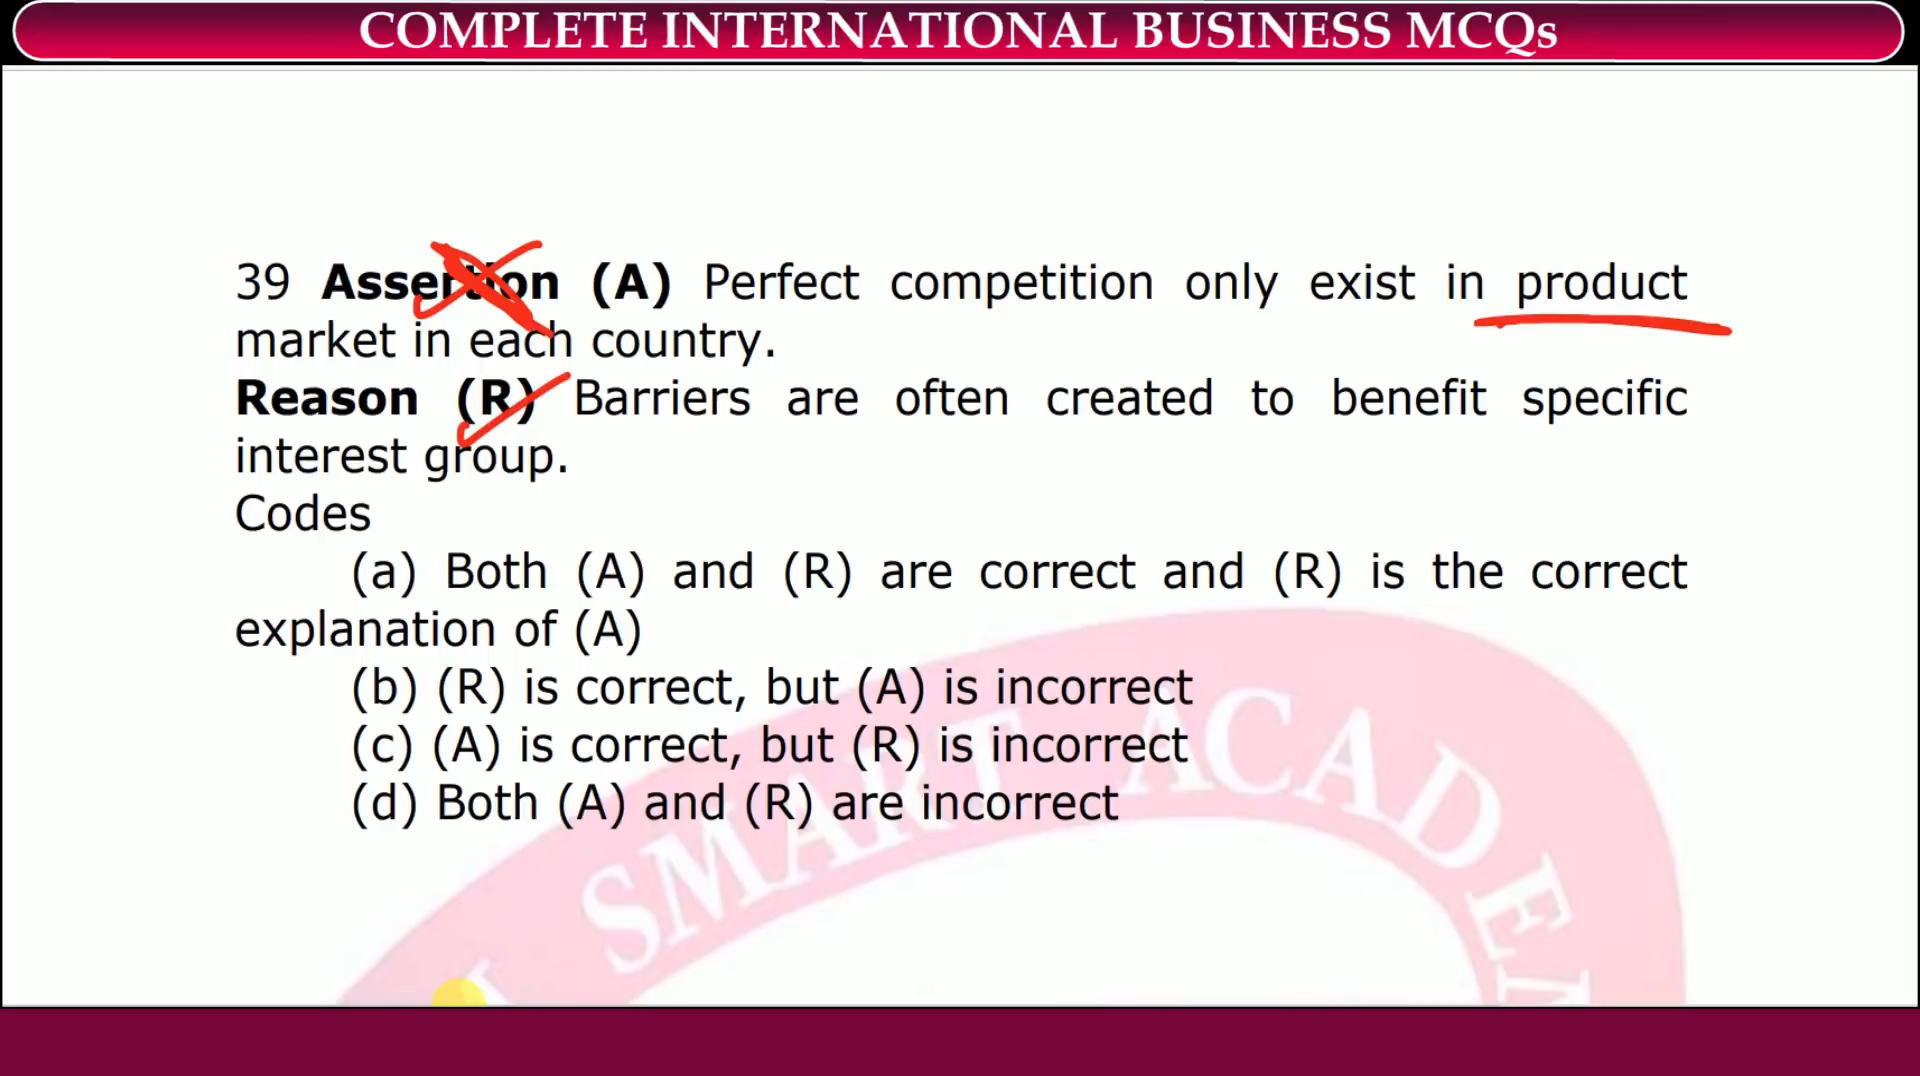 COMPLETE INTERNATIONAL BUSINESS MCQs
39 Assertion (A) Perfect competition only exist in product
market in each country.
Reason (R) Barriers are often created to benefit specific
interest group.
Codes
(a) Both (A) and (R) are correct and (R) is the correct
explanation of (A)
(b) (R) is correct, but (A) is incorrect
(c) (A) is correct, but (R) is incorrect
(d) Both (A) and (R) are incorrect
SMART ACADEM